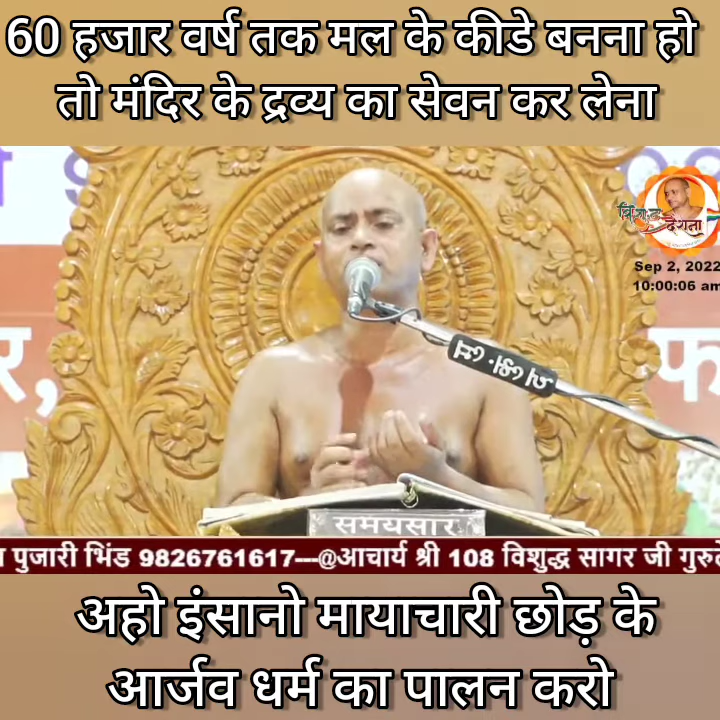 60 हजार वर्ष तक मल के कीडे बनना हो
तो मंदिर के द्रव्य का सेवन कर लेना
विशुद्ध
देशना
Sep 2, 2022
10:00:06 am
र,
फ
समयसार
पुजारी भिंड 9826761617---@आचार्य श्री 108 विशुद्ध सागर जी गुरुदे
अहो इंसानो मायाचारी छोड़ के
आर्जव धर्म का पालन करो